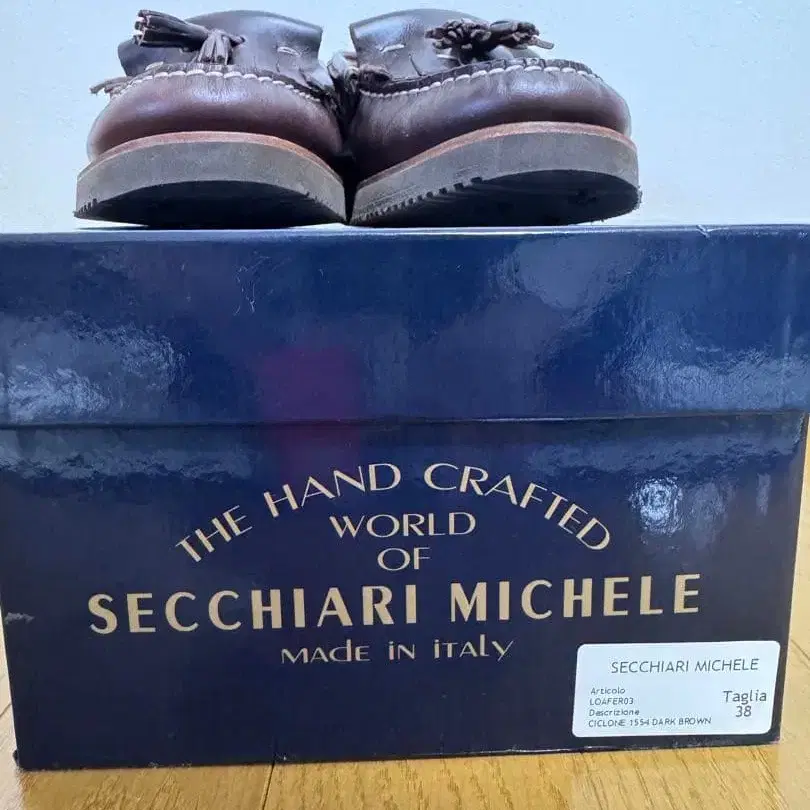 THE HAND CRAFTED
WORLD
OF
SECCHIARI MICHELE
MADE IN ITALY
SECCHIARI MICHELE
Articolo
LOAFER03
Descrizione
CICLONE 1554 DARK BROWN
Taglia
38